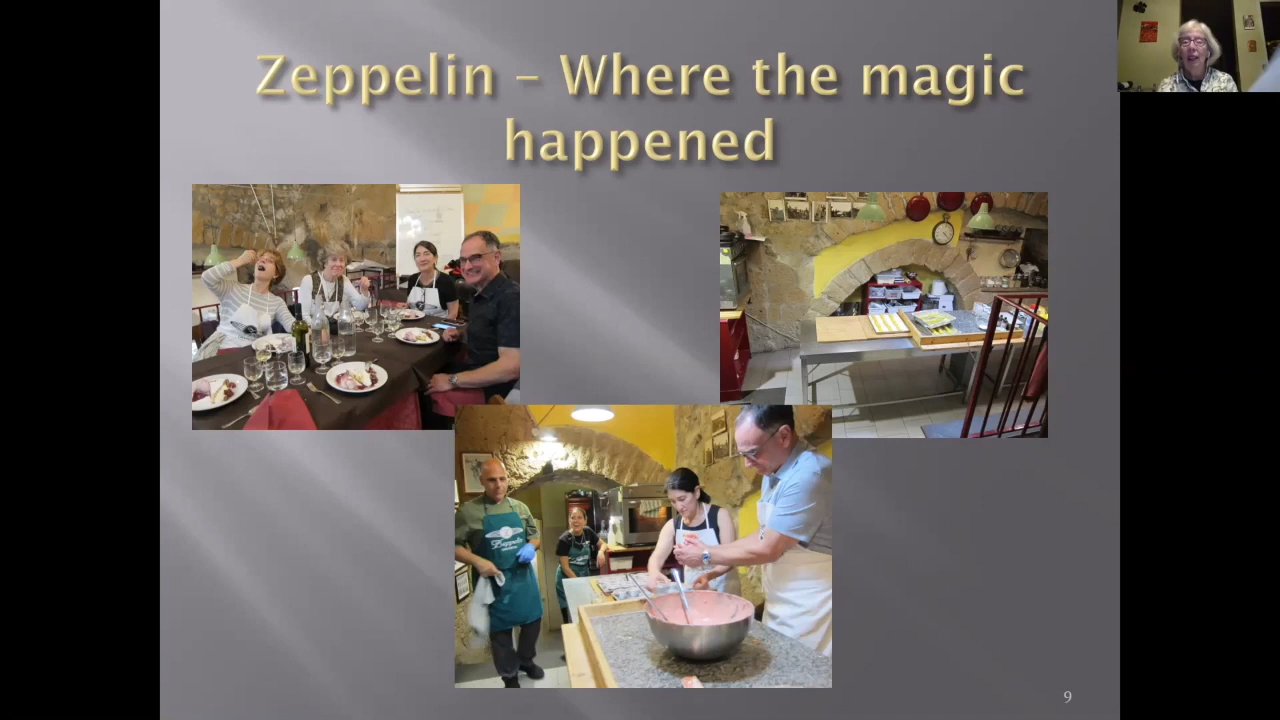 Zeppelin – Where the magic
happened
Zeppelin
9